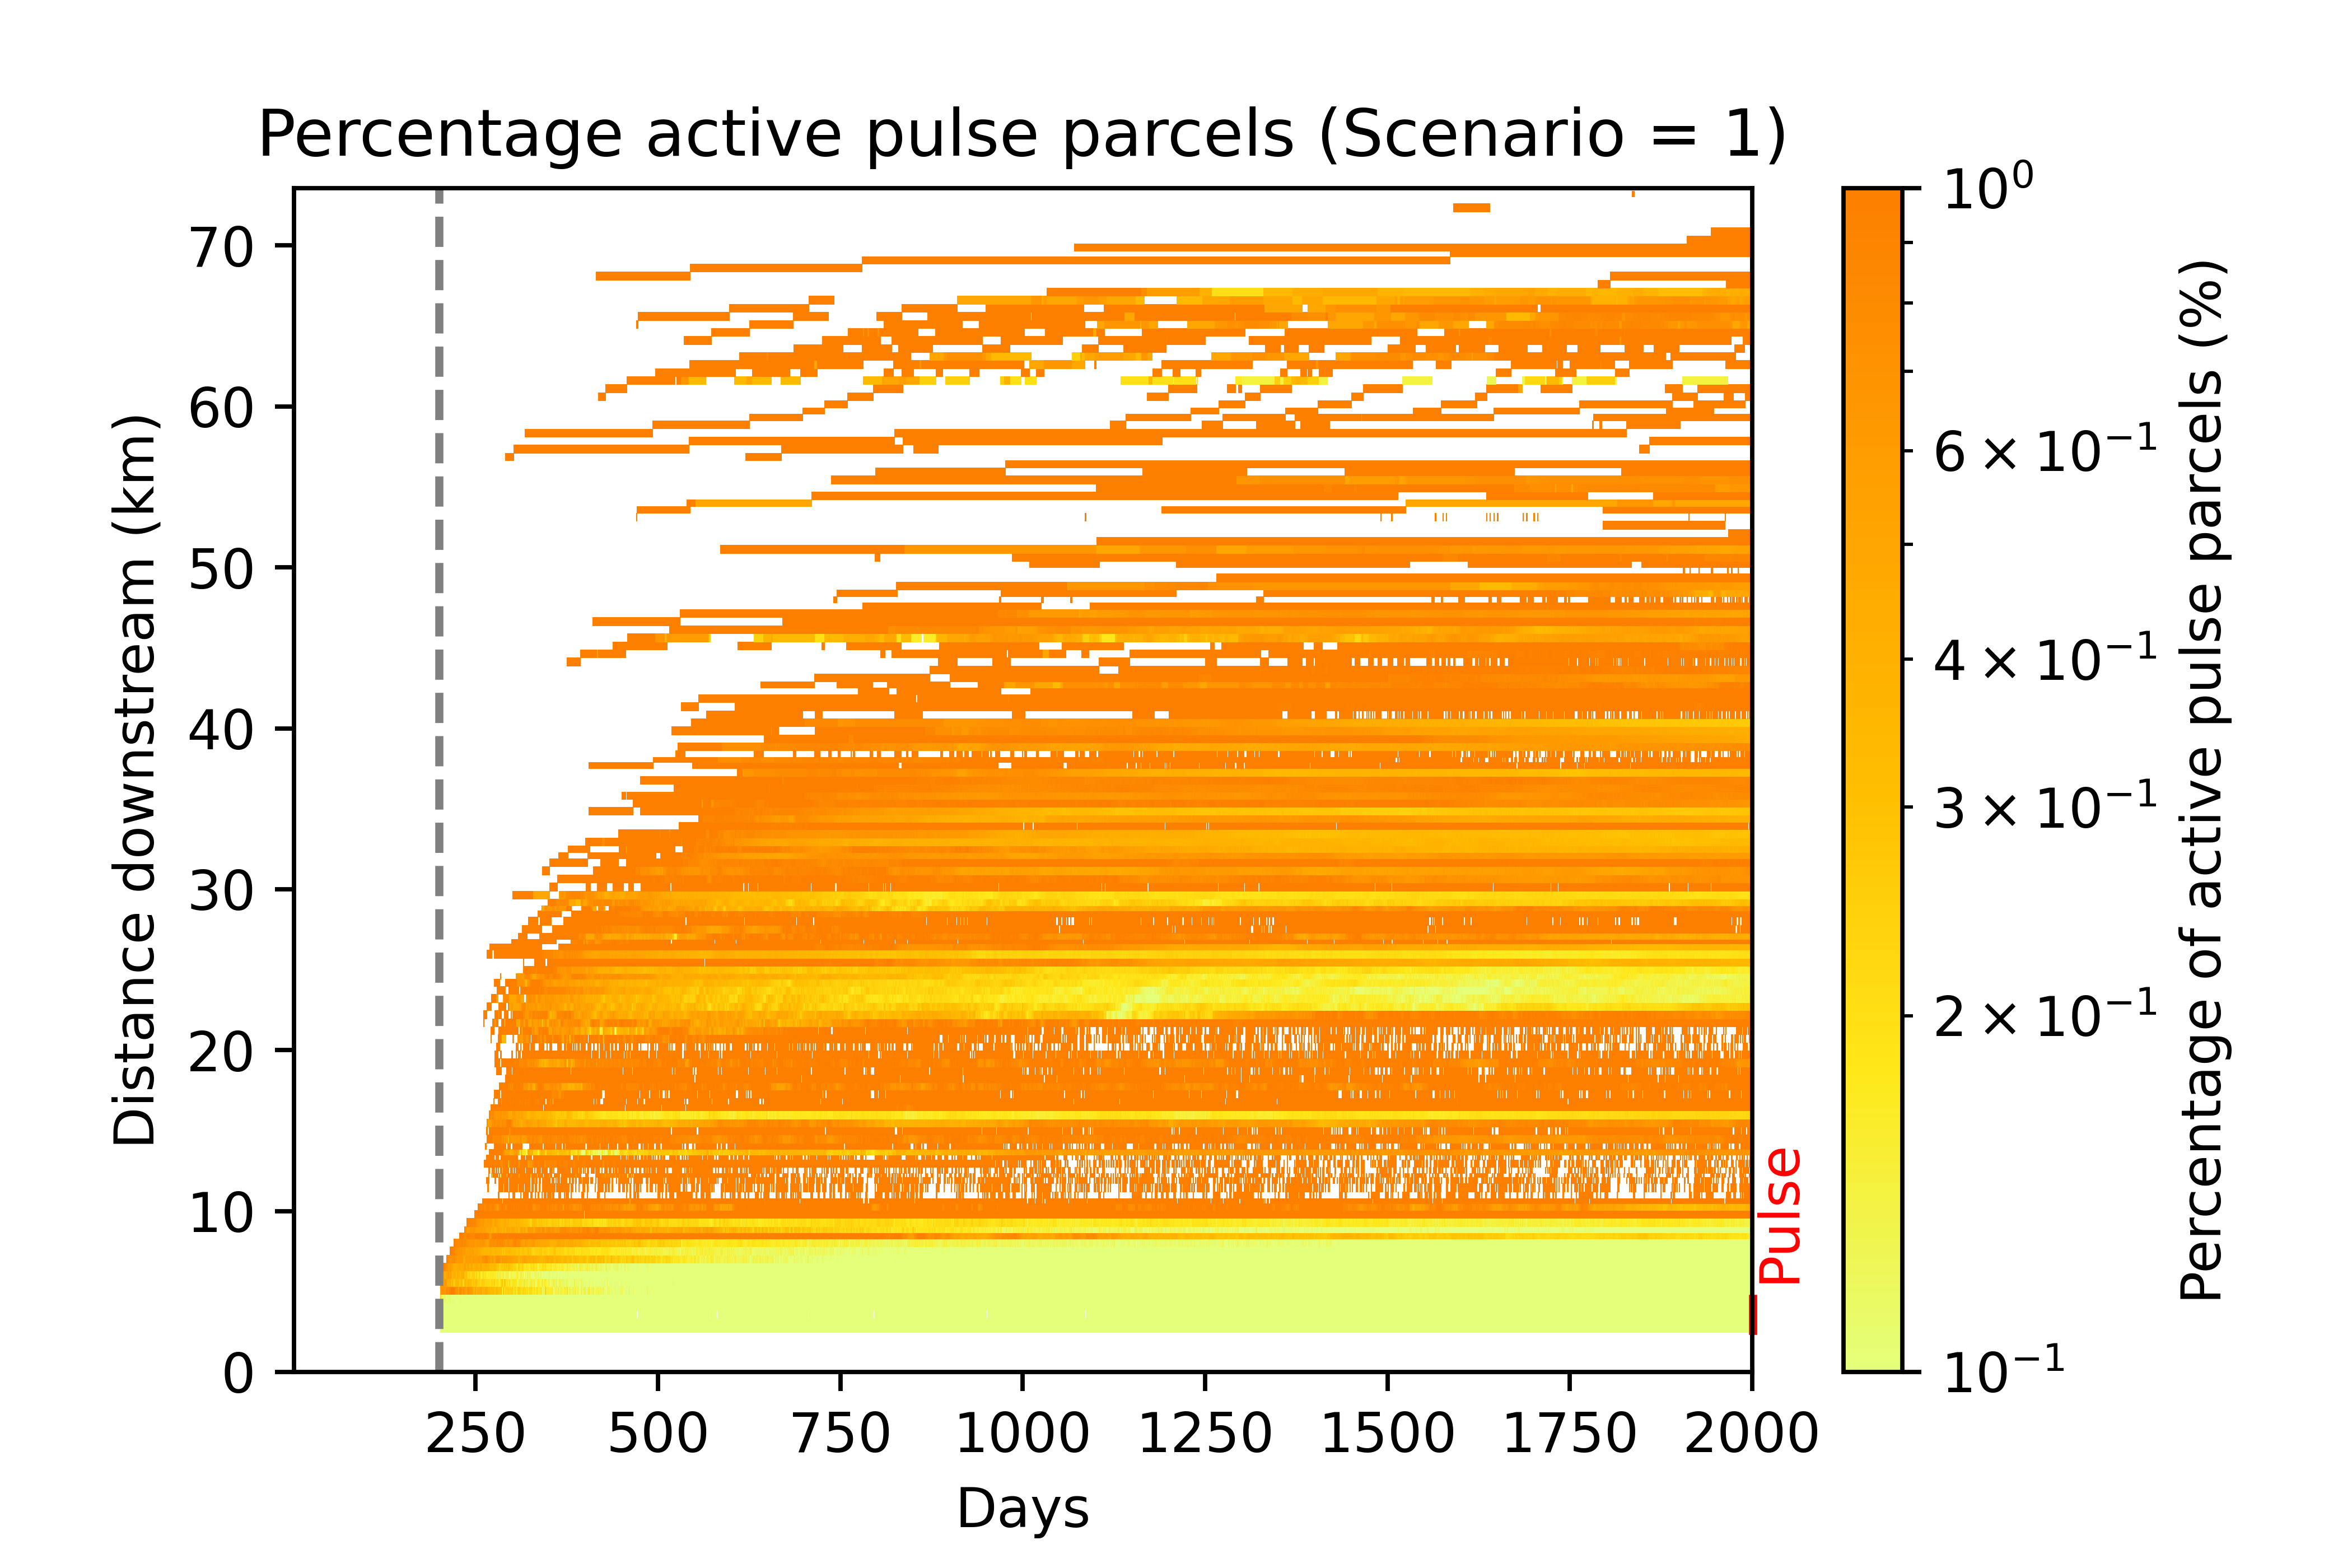 Percentage active pulse parcels (Scenario = 1)
Distance downstream (km)
70
60
50
40
30
20
10
0
250 500 750 1000 1250 1500 1750 2000
Days
Pulse
10⁰
6 × 10⁻¹
4 × 10⁻¹
3 × 10⁻¹
2 × 10⁻¹
10⁻¹
Percentage of active pulse parcels (%)